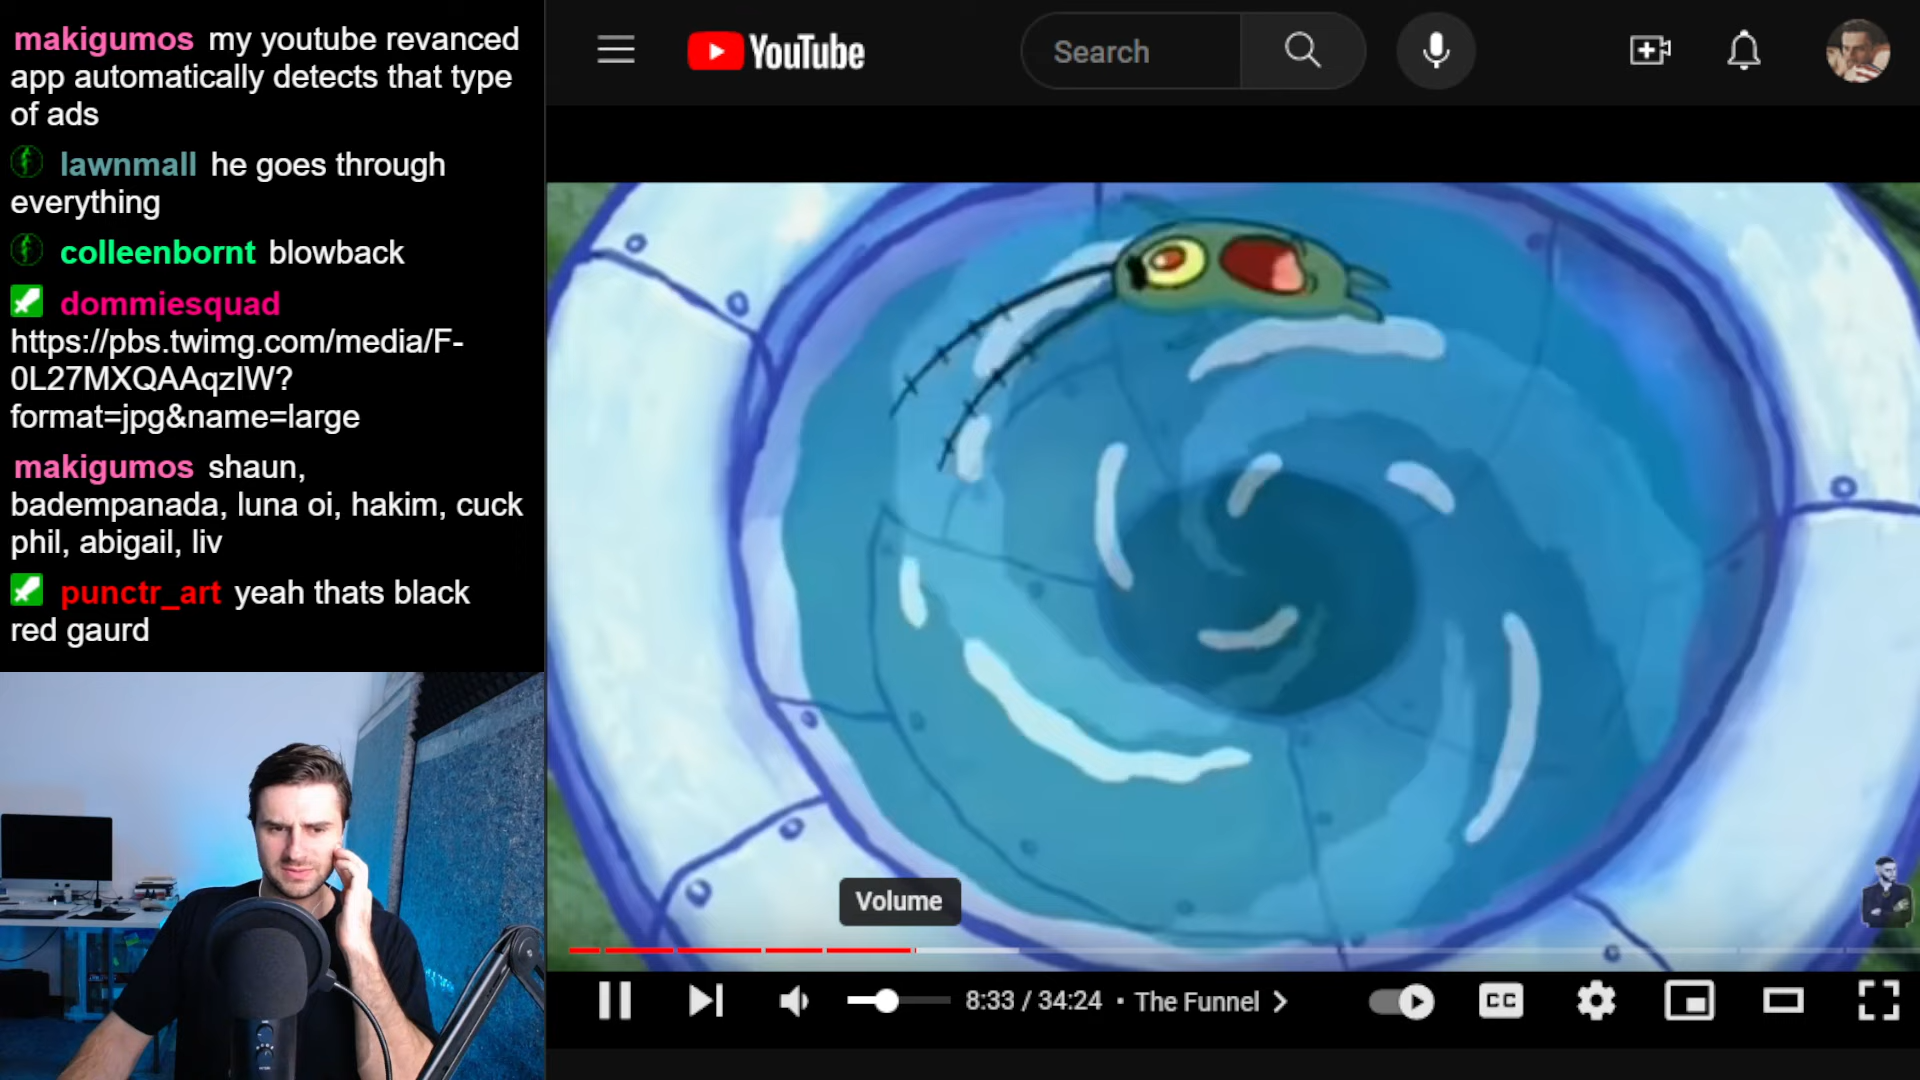 makigumos my youtube revanced
app automatically detects that type
of ads
lawnmall he goes through
everything
colleenbornt blowback
dommiesquad
https://pbs.twimg.com/media/F-
0L27MXQAAqzIW?
format=jpg&name=large
makigumos shaun,
badempanada, luna oi, hakim, cuck
phil, abigail, liv
punctr_art yeah thats black
red gaurd
YouTube
Search
Volume
8:33 / 34:24 • The Funnel
CC